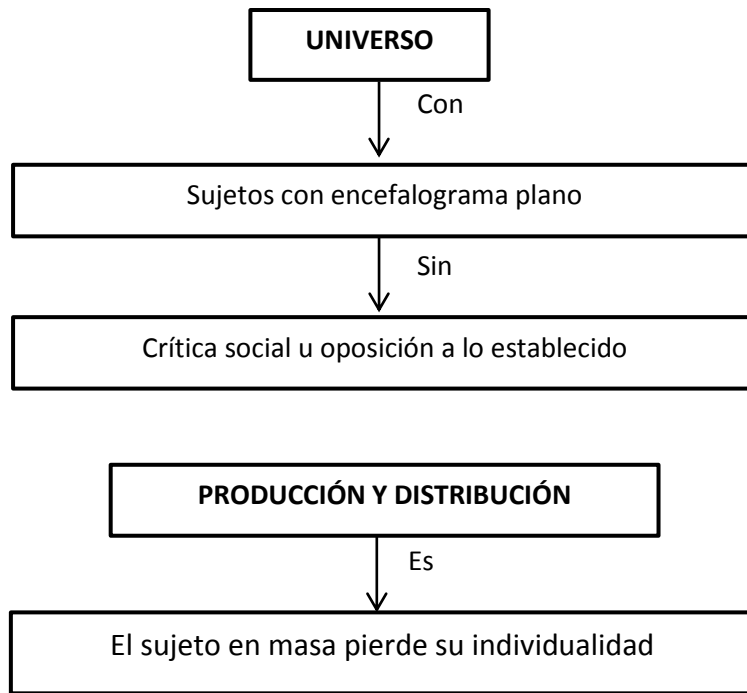 UNIVERSO
Con
Sujetos con encefalograma plano
Sin
Crítica social u oposición a lo establecido
PRODUCCIÓN Y DISTRIBUCIÓN
Es
El sujeto en masa pierde su individualidad